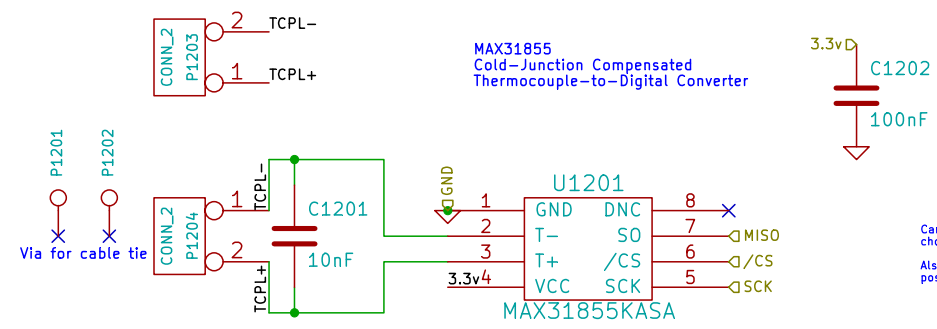 2
TCPL-
CONN_2
P1203
1
TCPL+
MAX31855
Cold-Junction Compensated
Thermocouple-to-Digital Converter
3.3v
C1202
100nF
P1201
P1202
Via for cable tie
CONN_2
P1204
1
TCPL-
2
TCPL+
C1201
10nF
GND
U1201
1
GND
DNC
8
2
T-
SO
7
MISO
3
T+
/CS
6
/CS
3.3v
4
VCC
SCK
5
SCK
MAX31855KASA
Als